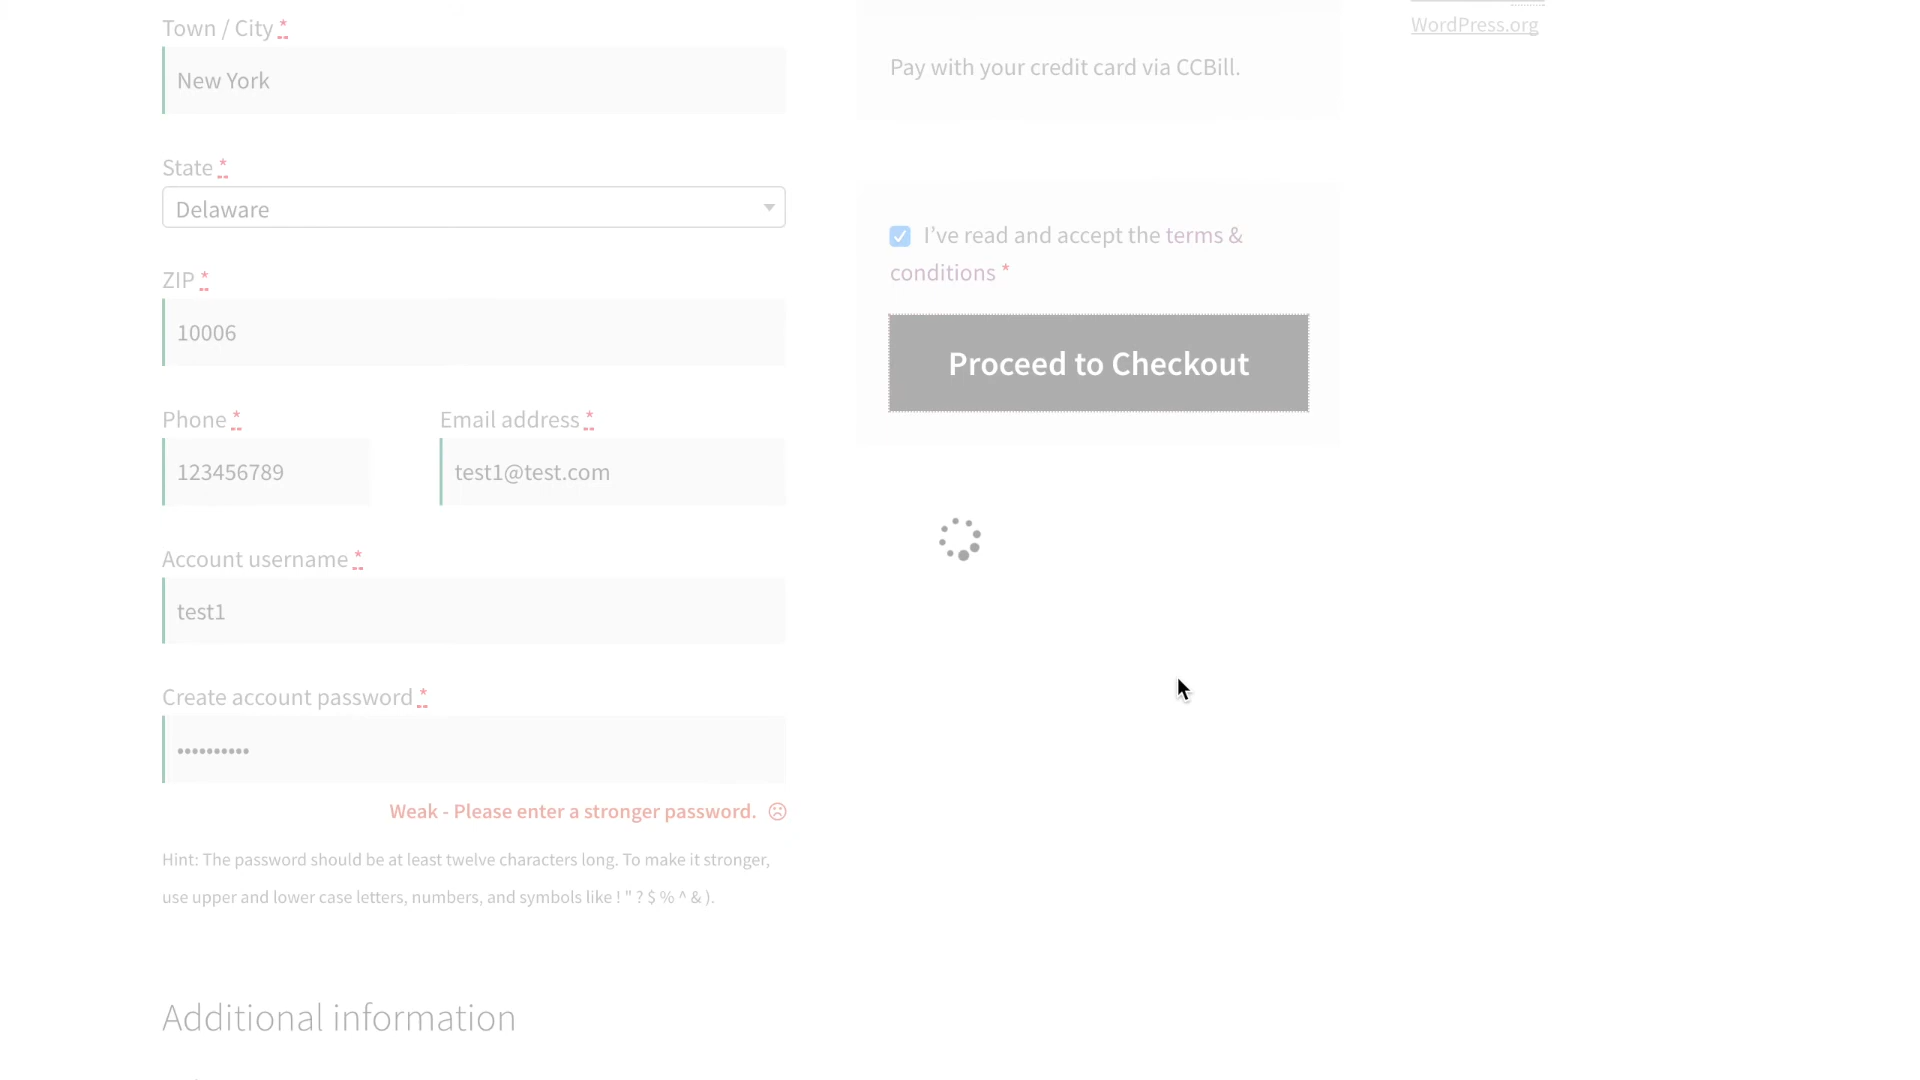 Town / City *
New York
State *
Delaware
ZIP *
10006
Phone *
Email address *
123456789
test1@test.com
Account username *
test1
Create account password *
••••••••••
Weak - Please enter a stronger password.
Hint: The password should be at least twelve characters long. To make it stronger,
use upper and lower case letters, numbers, and symbols like ! " ? $ % ^ & ).
Additional information
Pay with your credit card via CCBill.
I've read and accept the terms &
conditions *
Proceed to Checkout
WordPress.org